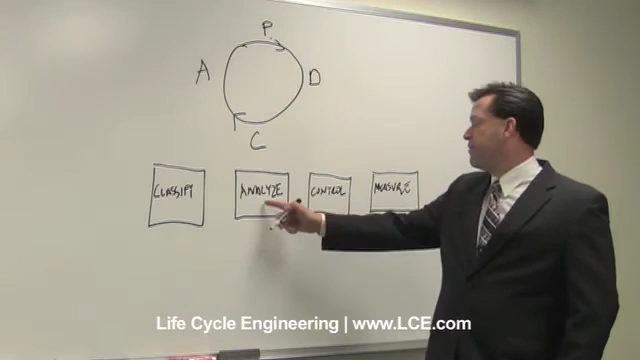 P.
A
D
C
CLASSIFY
ANALYZE
CONTROL
MEASURE
Life Cycle Engineering | www.LCE.com